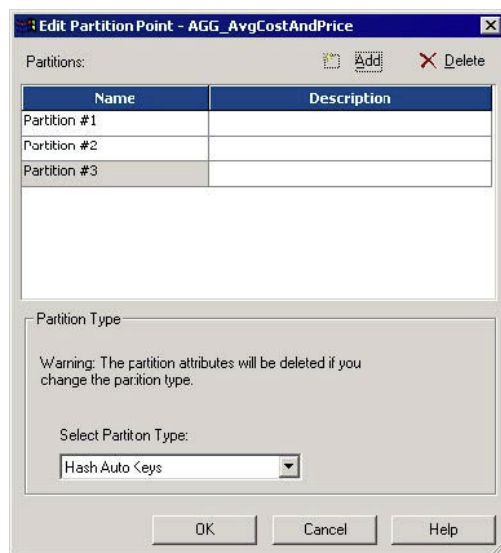 Edit Partition Point - AGG_AvgCostAndPrice
Partitions:
Add
Delete
Name Description
Partition #1
Partition #2
Partition #3
Partition Type
Warning: The partition attributes will be deleted if you
change the partition type.
Select Partiton Type:
Hash Auto Keys
OK Cancel Help